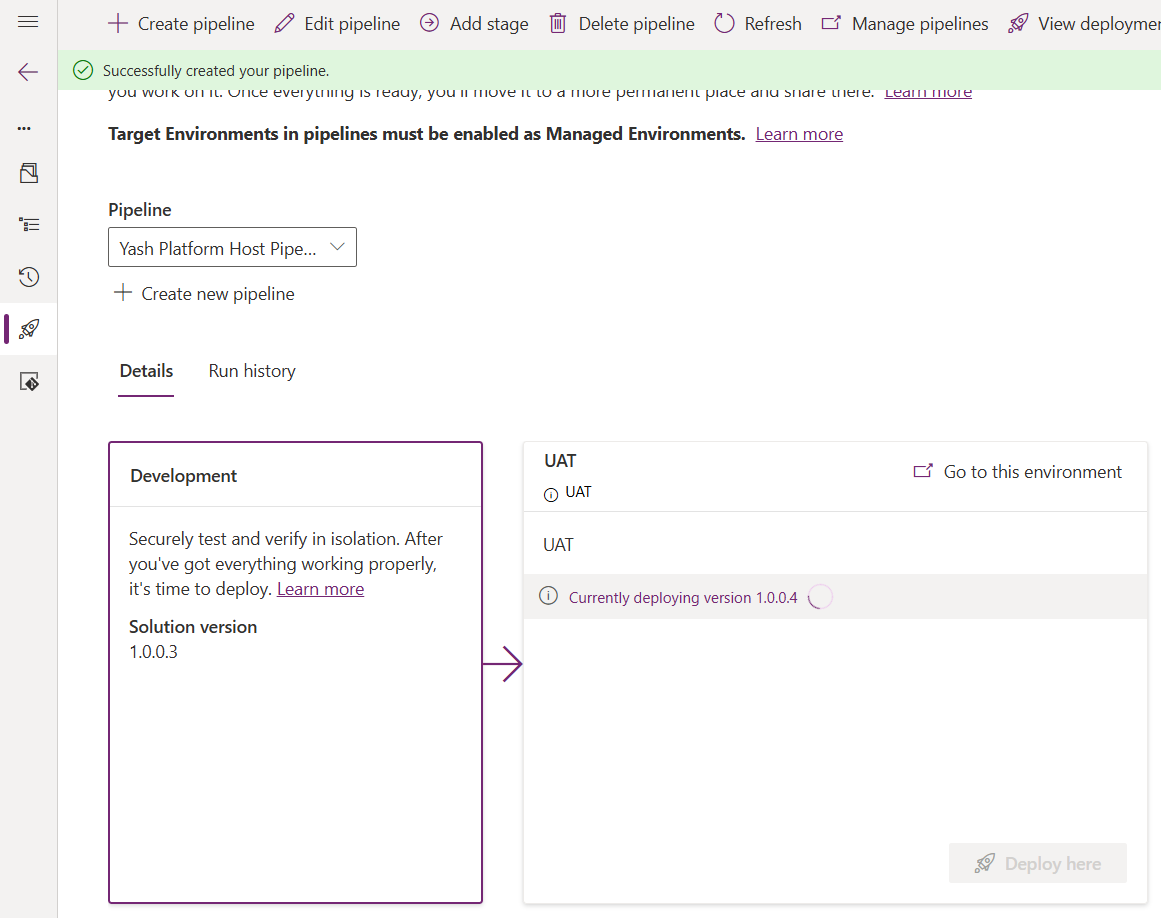 Create pipeline Edit pipeline Add stage Delete pipeline Refresh Manage pipelines View deploymen
Successfully created your pipeline.
you work on it. Once everything is ready, you'll move it to a more permanent place and share there. Learn more
Target Environments in pipelines must be enabled as Managed Environments. Learn more
Pipeline
Yash Platform Host Pipe...
Create new pipeline
Details Run history
Development
Securely test and verify in isolation. After
you've got everything working properly,
it's time to deploy. Learn more
Solution version
1.0.0.3
UAT
UAT
Go to this environment
UAT
Currently deploying version 1.0.0.4
Deploy here